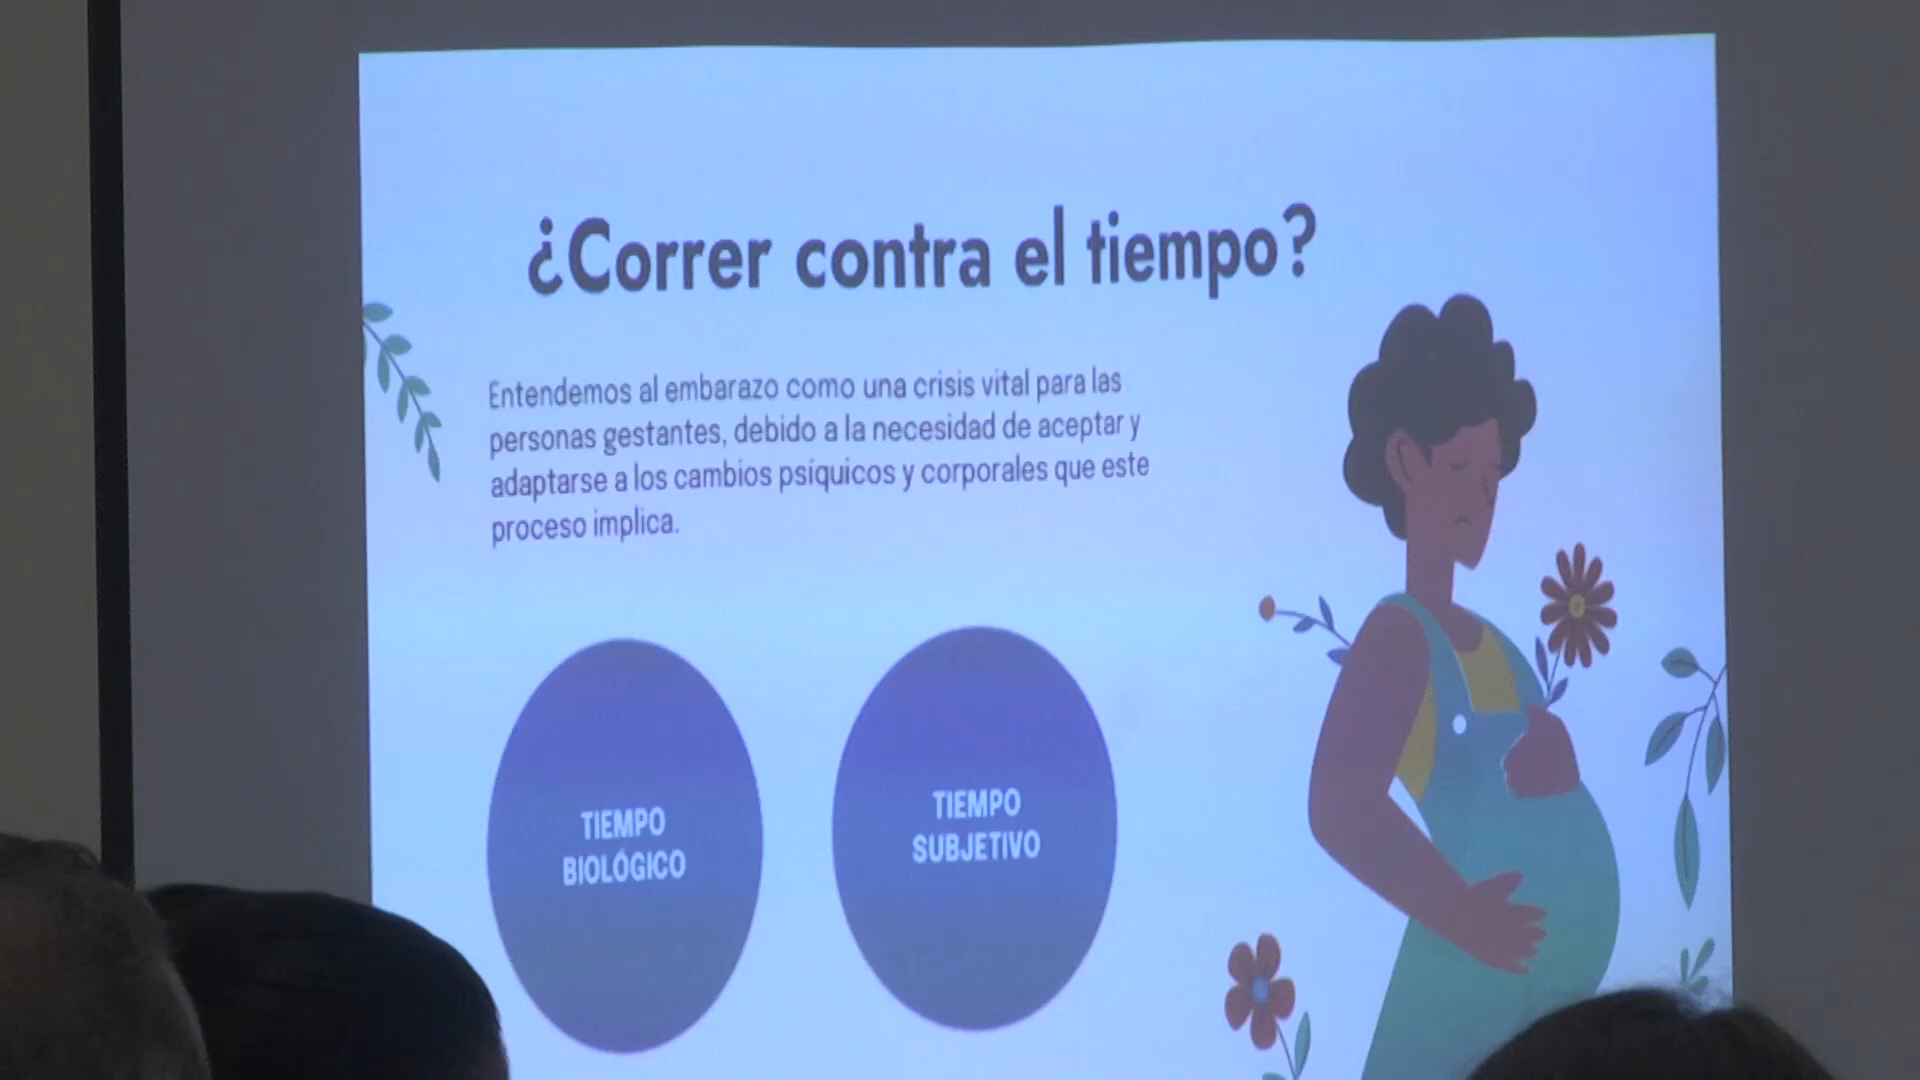 ¿Correr contra el tiempo?
Entendemos al embarazo como una crisis vital para las
personas gestantes, debido a la necesidad de aceptar y
adaptarse a los cambios psíquicos y corporales que este
proceso implica.
TIEMPO
BIOLÓGICO
TIEMPO
SUBJETIVO